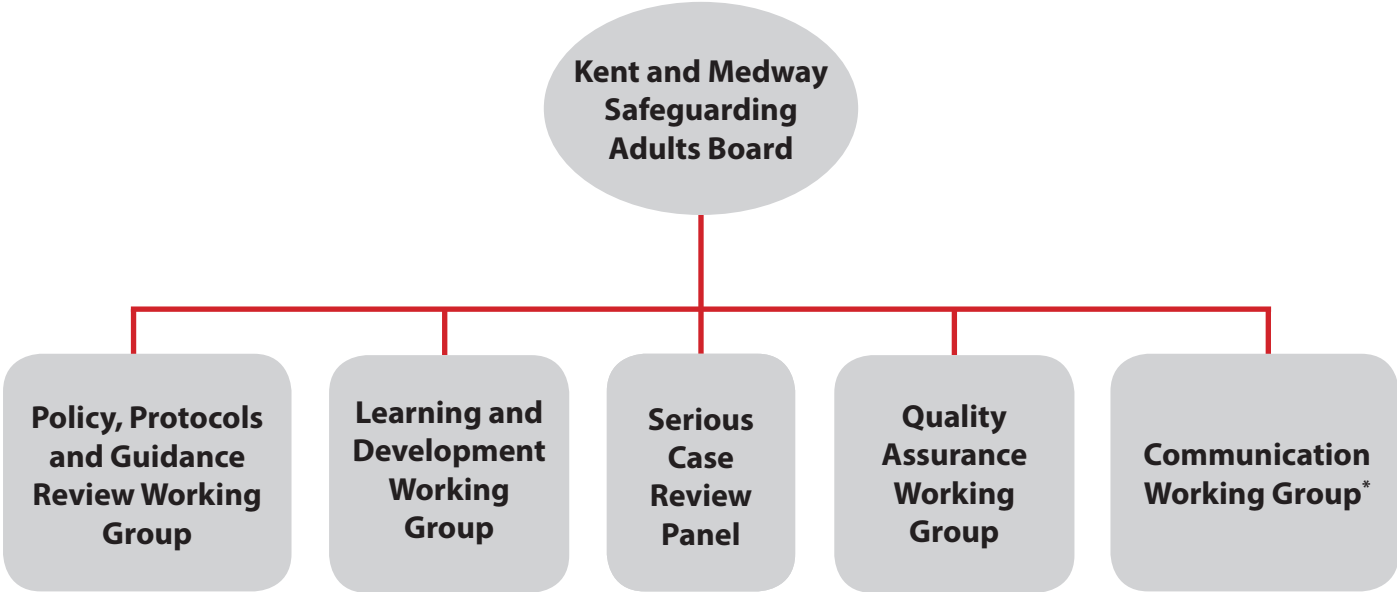 Kent and Medway
Safeguarding
Adults Board
Policy, Protocols
and Guidance
Review Working
Group
Learning and
Development
Working
Group
Serious
Case
Review
Panel
Quality
Assurance
Working
Group
Communication
Working Group*